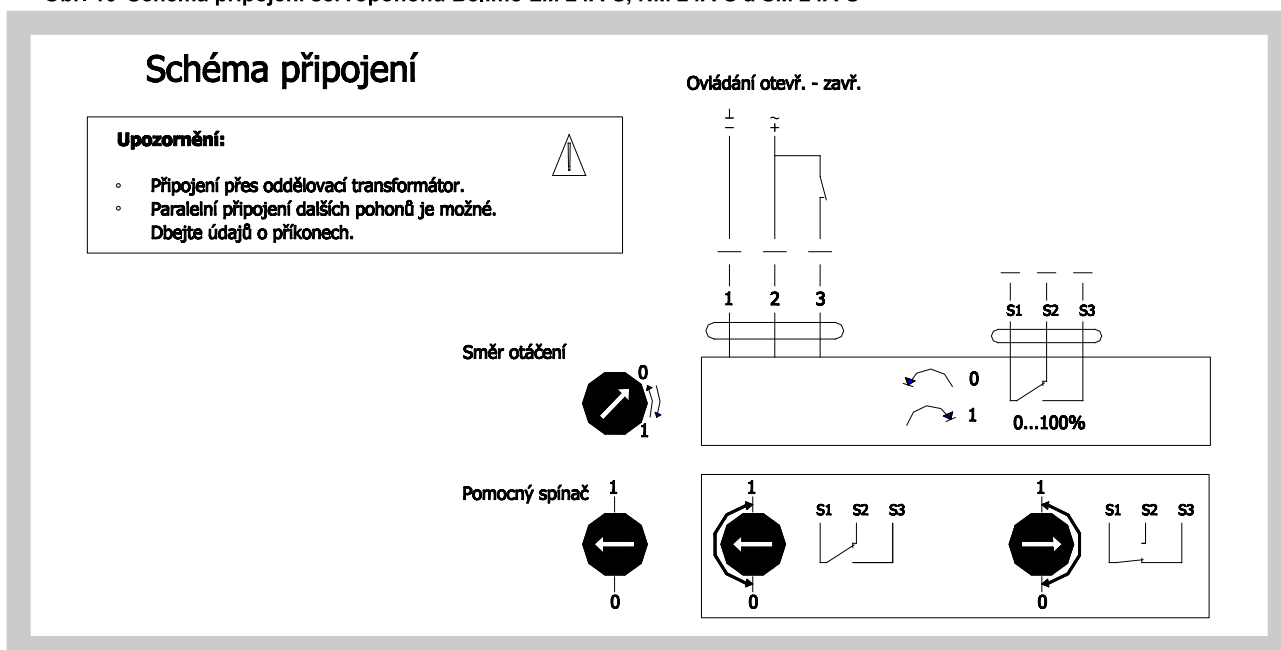 Schéma připojení
Ovládání otevř. - zavř.
Upozornění:
Připojení přes oddělovací transformátor.
Paralelní připojení dalších pohonů je možné.
Dbejte údajů o příkonech.
⊥ ~
− +
1 2 3
S1 S2 S3
Směr otáčení
0
1
0
1
0...100%
Pomocný spínač
1
0
1
S1 S2 S3
0
1
S1 S2 S3
0